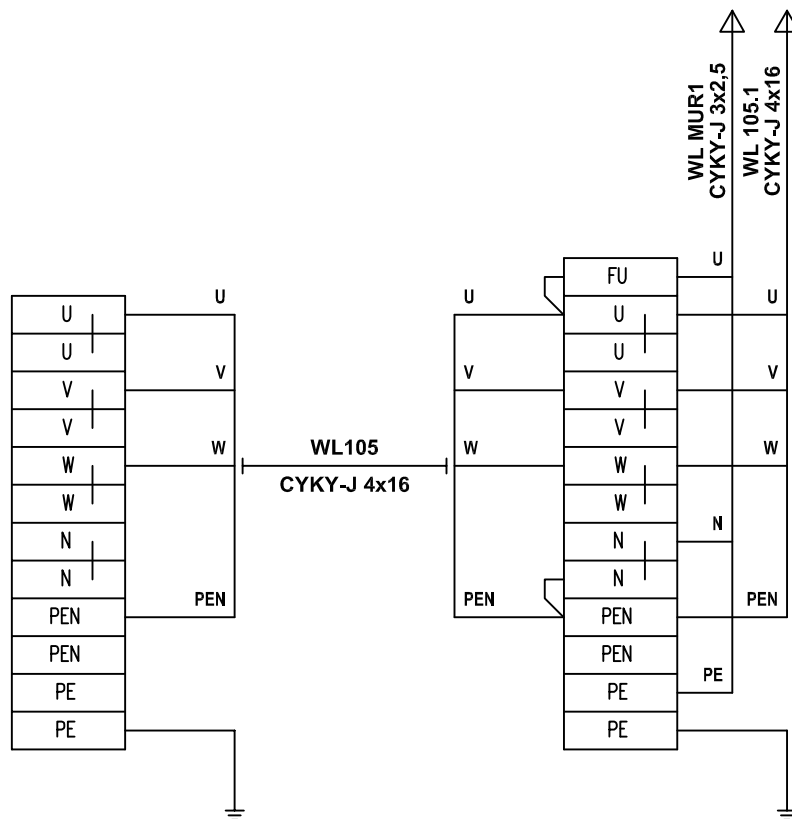 WL MUR1
CYKY-J 3x2,5
WL 105.1
CYKY-J 4x16
U
U
V
V
W
W
N
N
PEN
PEN
PE
PE
U
V
W
PEN
WL105
CYKY-J 4x16
U
V
W
PEN
FU
U
U
V
V
W
W
N
N
PEN
PEN
PE
PE
U
N
PE
U
V
W
PEN